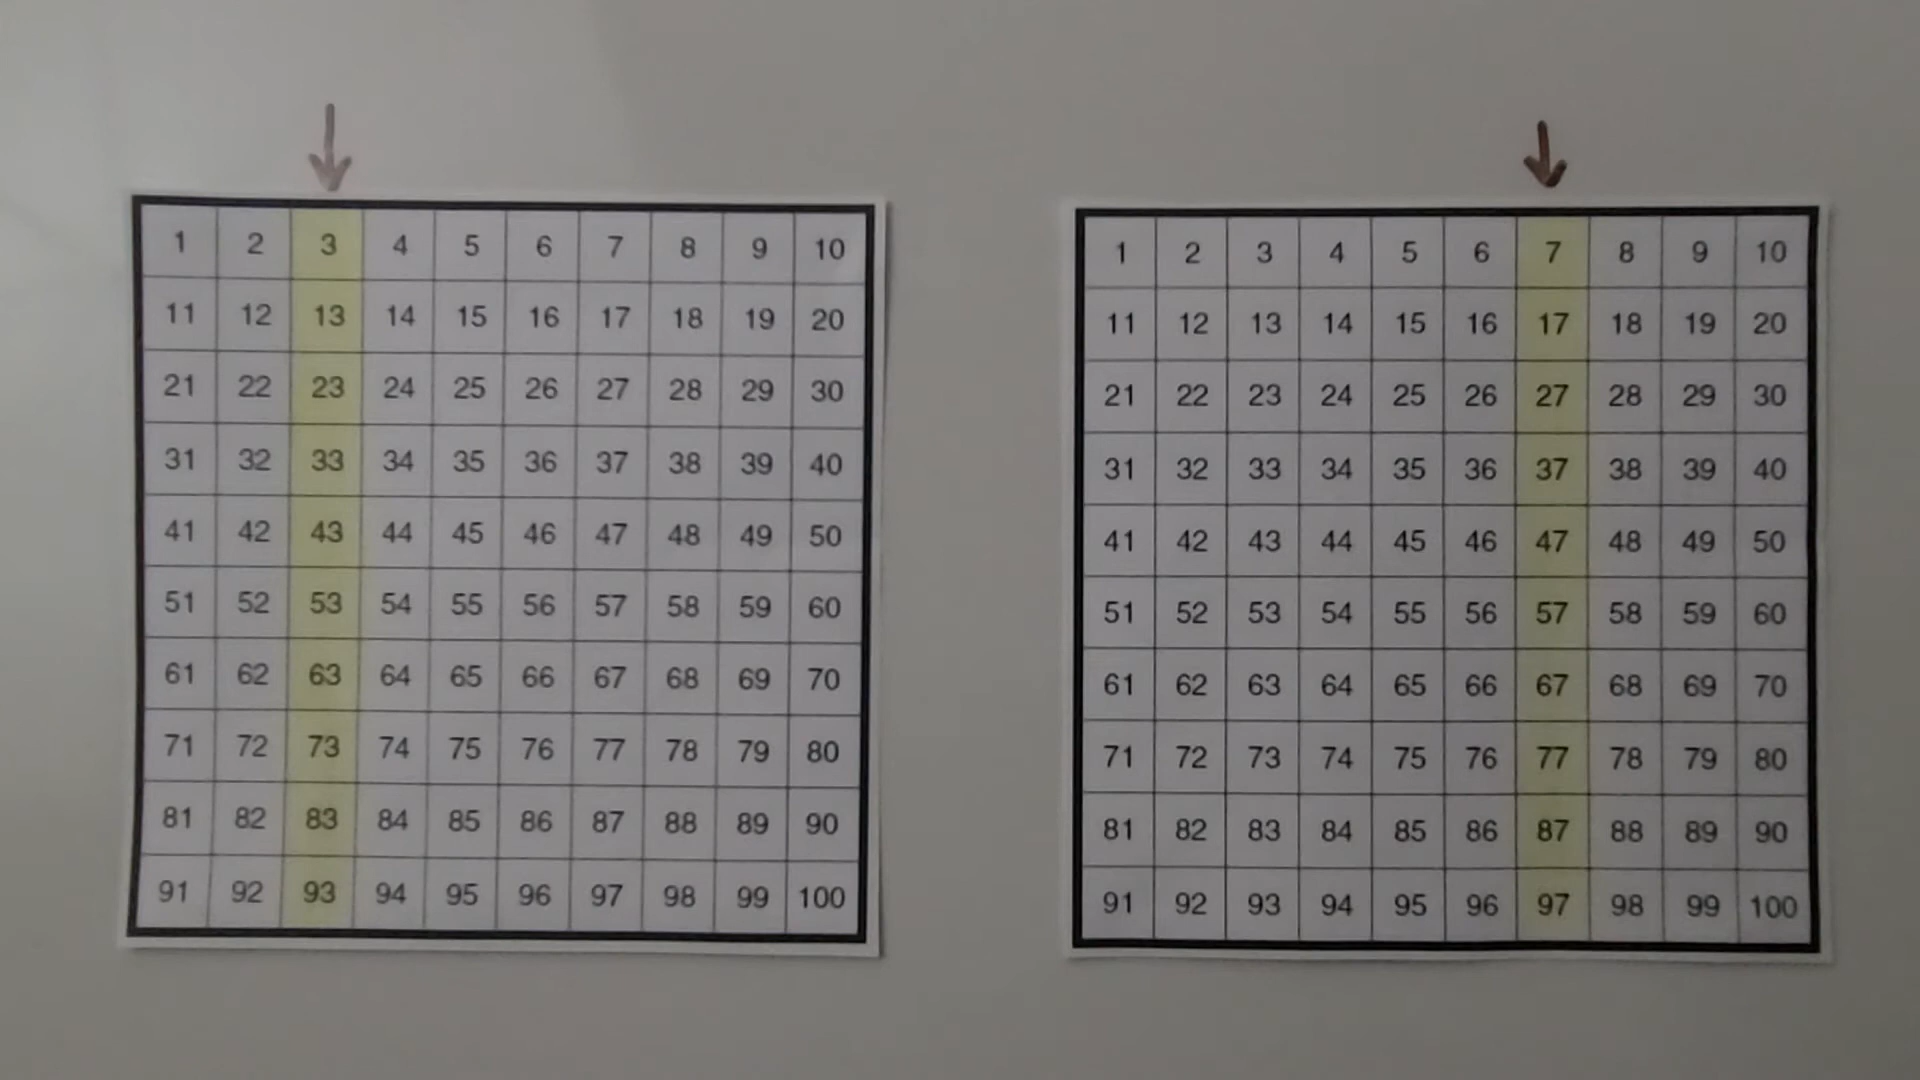 1 2 3 4 5 6 7 8 9 10
11 12 13 14 15 16 17 18 19 20
21 22 23 24 25 26 27 28 29 30
31 32 33 34 35 36 37 38 39 40
41 42 43 44 45 46 47 48 49 50
51 52 53 54 55 56 57 58 59 60
61 62 63 64 65 66 67 68 69 70
71 72 73 74 75 76 77 78 79 80
81 82 83 84 85 86 87 88 89 90
91 92 93 94 95 96 97 98 99 100
1 2 3 4 5 6 7 8 9 10
11 12 13 14 15 16 17 18 19 20
21 22 23 24 25 26 27 28 29 30
31 32 33 34 35 36 37 38 39 40
41 42 43 44 45 46 47 48 49 50
51 52 53 54 55 56 57 58 59 60
61 62 63 64 65 66 67 68 69 70
71 72 73 74 75 76 77 78 79 80
81 82 83 84 85 86 87 88 89 90
91 92 93 94 95 96 97 98 99 100